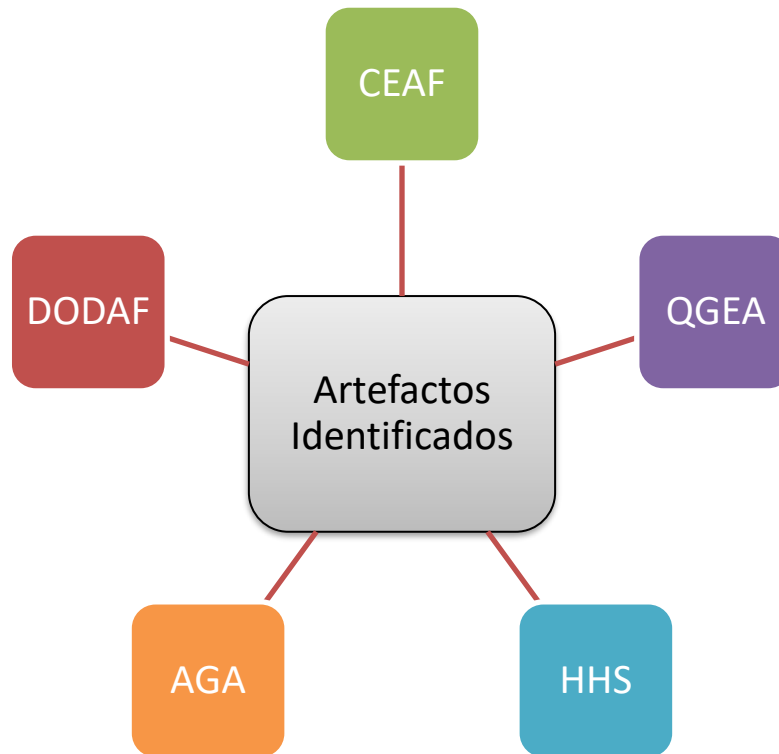 CEAF
DODAF
QGEA
Artefactos
Identificados
AGA
HHS